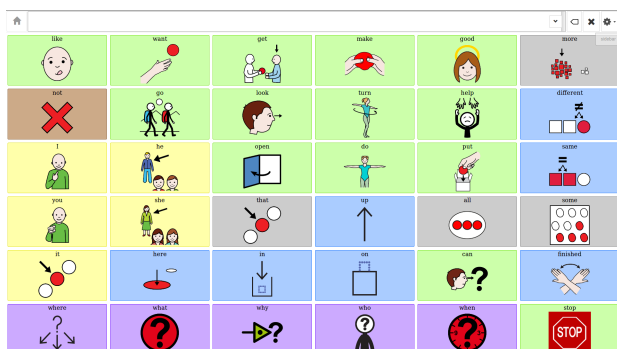 like want get make good more
not go look turn help different
I he open do put same
you she that up all some
it here in on can finished
where what why who when stop
STOP